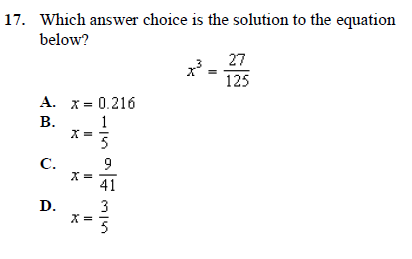 17. Which answer choice is the solution to the equation
below?
x³ = 27/125
A. x = 0.216
B. x = 1/5
C. x = 9/41
D. x = 3/5